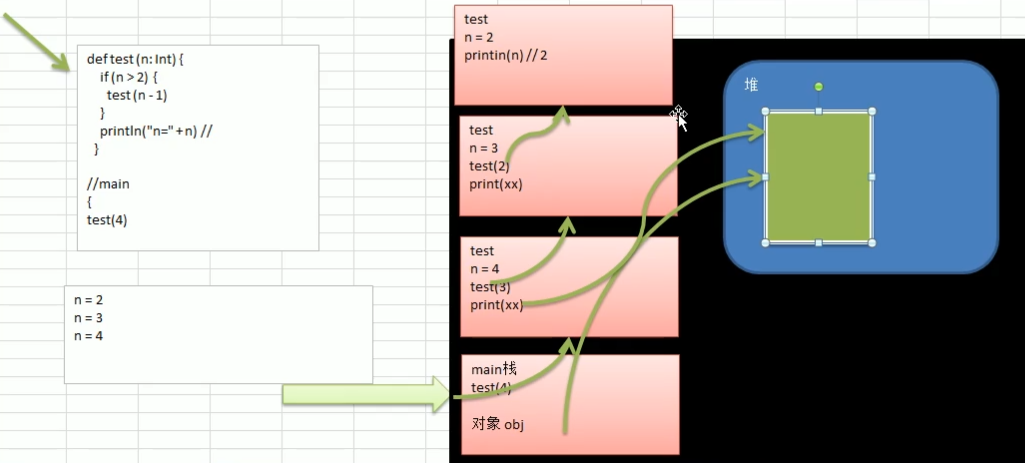 def test (n: Int) {
if (n > 2) {
test (n - 1)
}
println("n=" + n) //
}
//main
{
test(4)
n = 2
n = 3
n = 4
test
n = 2
printin(n) // 2
test
n = 3
test(2)
print(xx)
test
n = 4
test(3)
print(xx)
main栈
test(4)
对象 obj
堆